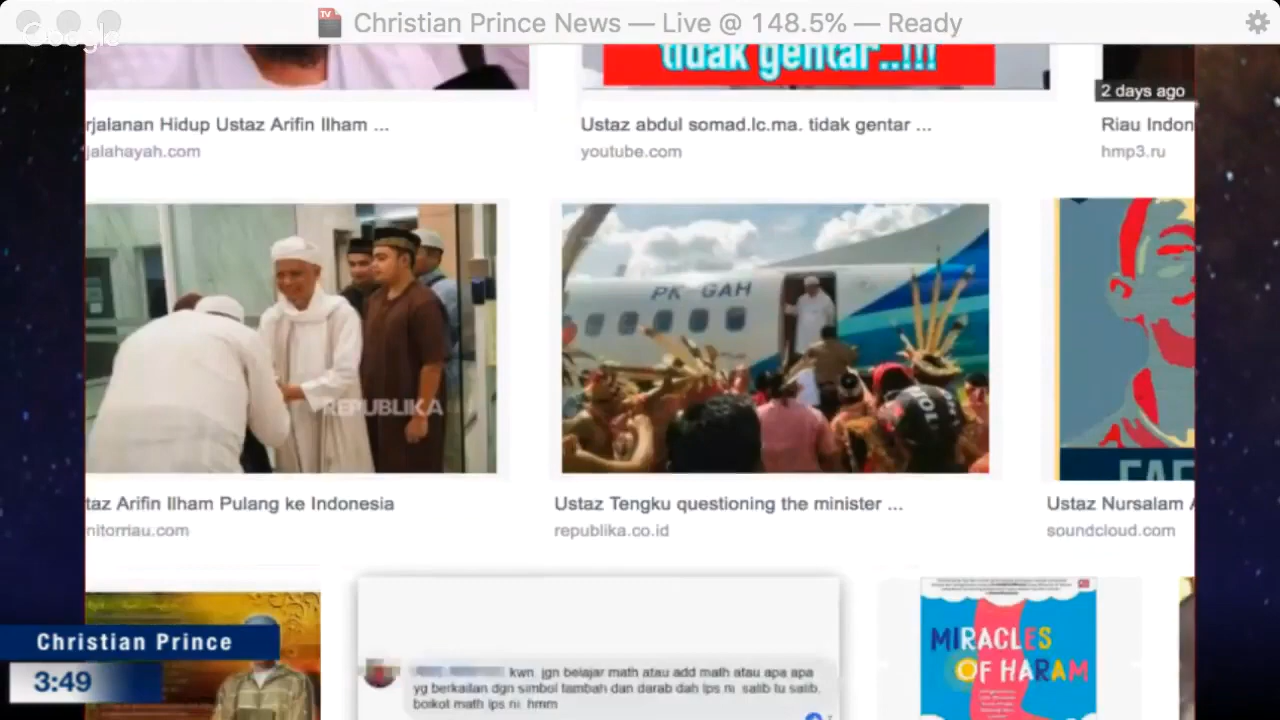 Christian Prince News — Live @ 148.5% — Ready
Google
tidak gentar..!!!
2 days ago
rjalanan Hidup Ustaz Arifin Ilham ...
jalahayah.com
Ustaz abdul somad.lc.ma. tidak gentar ...
youtube.com
Riau Indon
hmp3.ru
REPUBLIKA
PK-GAH
taz Arifin Ilham Pulang ke Indonesia
nitorriau.com
Ustaz Tengku questioning the minister ...
republika.co.id
Ustaz Nursalam A
soundcloud.com
Christian Prince
3:49
kwn jgn belajar math atau add math atau apa apa
yg berkaitan dgn simbol tambah dan darab dah lps ni salib tu salib.
boikot math lps ni hmm
MIRACLES
OF HARAM